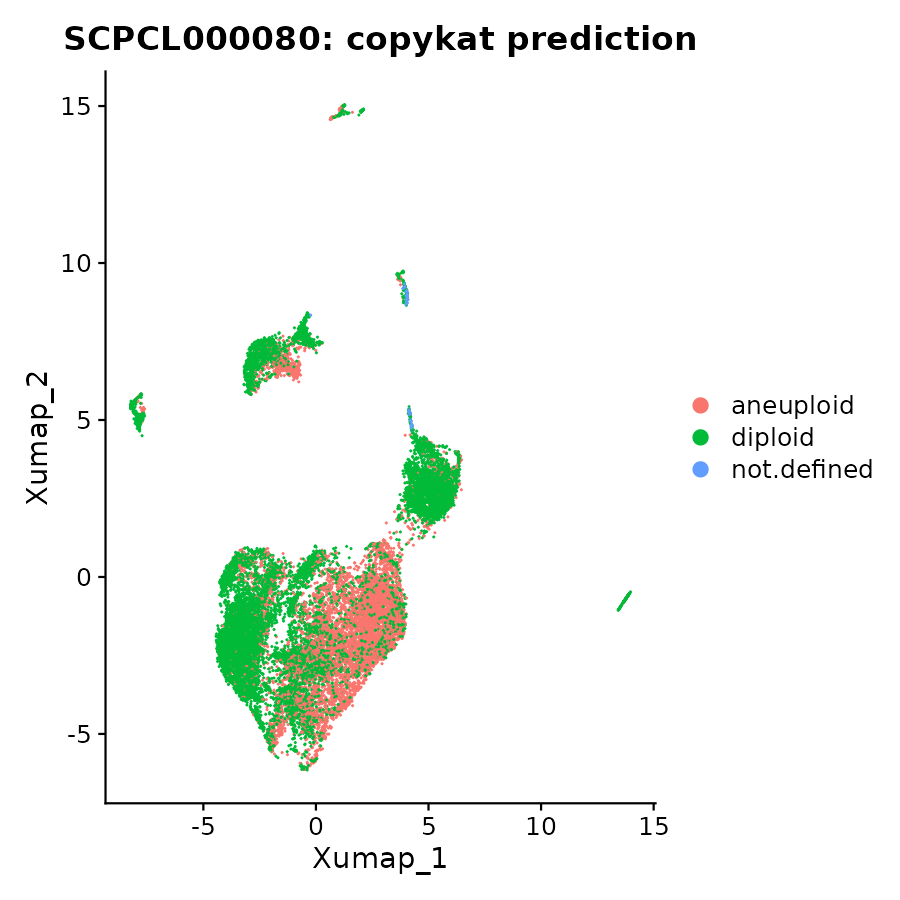 SCPCL000080: copykat prediction
15
10
5
0
-5
Xumap_2
-5
0
5
10
15
Xumap_1
aneuploid
diploid
not.defined